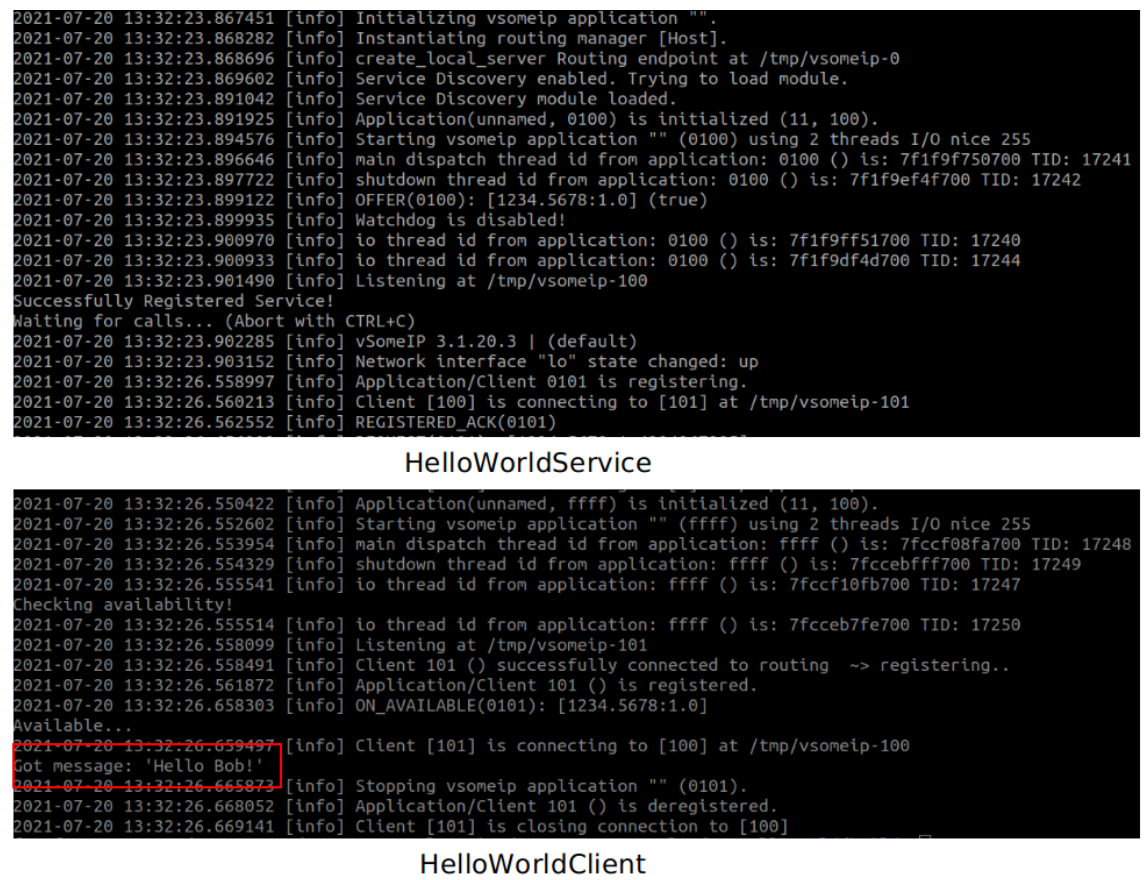 2021-07-20 13:32:23.867451 [info] Initializing vsomeip application "".
2021-07-20 13:32:23.868282 [info] Instantiating routing manager [Host].
2021-07-20 13:32:23.868696 [info] create_local_server Routing endpoint at /tmp/vsomeip-0
2021-07-20 13:32:23.869602 [info] Service Discovery enabled. Trying to load module.
2021-07-20 13:32:23.891042 [info] Service Discovery module loaded.
2021-07-20 13:32:23.891925 [info] Application(unnamed, 0100) is initialized (11, 100).
2021-07-20 13:32:23.894576 [info] Starting vsomeip application "" (0100) using 2 threads I/O nice 255
2021-07-20 13:32:23.896646 [info] main dispatch thread id from application: 0100 () is: 7f1f9f750700 TID: 17241
2021-07-20 13:32:23.897722 [info] shutdown thread id from application: 0100 () is: 7f1f9ef4f700 TID: 17242
2021-07-20 13:32:23.899122 [info] OFFER(0100): [1234.5678:1.0] (true)
2021-07-20 13:32:23.899935 [info] Watchdog is disabled!
2021-07-20 13:32:23.900970 [info] io thread id from application: 0100 () is: 7f1f9ff51700 TID: 17240
2021-07-20 13:32:23.900933 [info] io thread id from application: 0100 () is: 7f1f9df4d700 TID: 17244
2021-07-20 13:32:23.901490 [info] Listening at /tmp/vsomeip-100
Successfully Registered Service!
Waiting for calls... (Abort with CTRL+C)
2021-07-20 13:32:23.902285 [info] vSomeIP 3.1.20.3 | (default)
2021-07-20 13:32:23.903152 [info] Network interface "lo" state changed: up
2021-07-20 13:32:26.558997 [info] Application/Client 0101 is registering.
2021-07-20 13:32:26.560213 [info] Client [100] is connecting to [101] at /tmp/vsomeip-101
2021-07-20 13:32:26.562552 [info] REGISTERED_ACK(0101)
HelloWorldService
2021-07-20 13:32:26.550422 [info] Application(unnamed, ffff) is initialized (11, 100).
2021-07-20 13:32:26.552602 [info] Starting vsomeip application "" (ffff) using 2 threads I/O nice 255
2021-07-20 13:32:26.553954 [info] main dispatch thread id from application: ffff () is: 7fccf08fa700 TID: 17248
2021-07-20 13:32:26.554329 [info] shutdown thread id from application: ffff () is: 7fccebfff700 TID: 17249
2021-07-20 13:32:26.555541 [info] io thread id from application: ffff () is: 7fccf10fb700 TID: 17247
Checking availability!
2021-07-20 13:32:26.555514 [info] io thread id from application: ffff () is: 7fcceb7fe700 TID: 17250
2021-07-20 13:32:26.558099 [info] Listening at /tmp/vsomeip-101
2021-07-20 13:32:26.558491 [info] Client 101 () successfully connected to routing  ~> registering..
2021-07-20 13:32:26.561872 [info] Application/Client 101 () is registered.
2021-07-20 13:32:26.658303 [info] ON_AVAILABLE(0101): [1234.5678:1.0]
Available...
2021-07-20 13:32:26.659497 [info] Client [101] is connecting to [100] at /tmp/vsomeip-100
Got message: 'Hello Bob!'
2021-07-20 13:32:26.665873 [info] Stopping vsomeip application "" (0101).
2021-07-20 13:32:26.668052 [info] Application/Client 101 () is deregistered.
2021-07-20 13:32:26.669141 [info] Client [101] is closing connection to [100]
HelloWorldClient